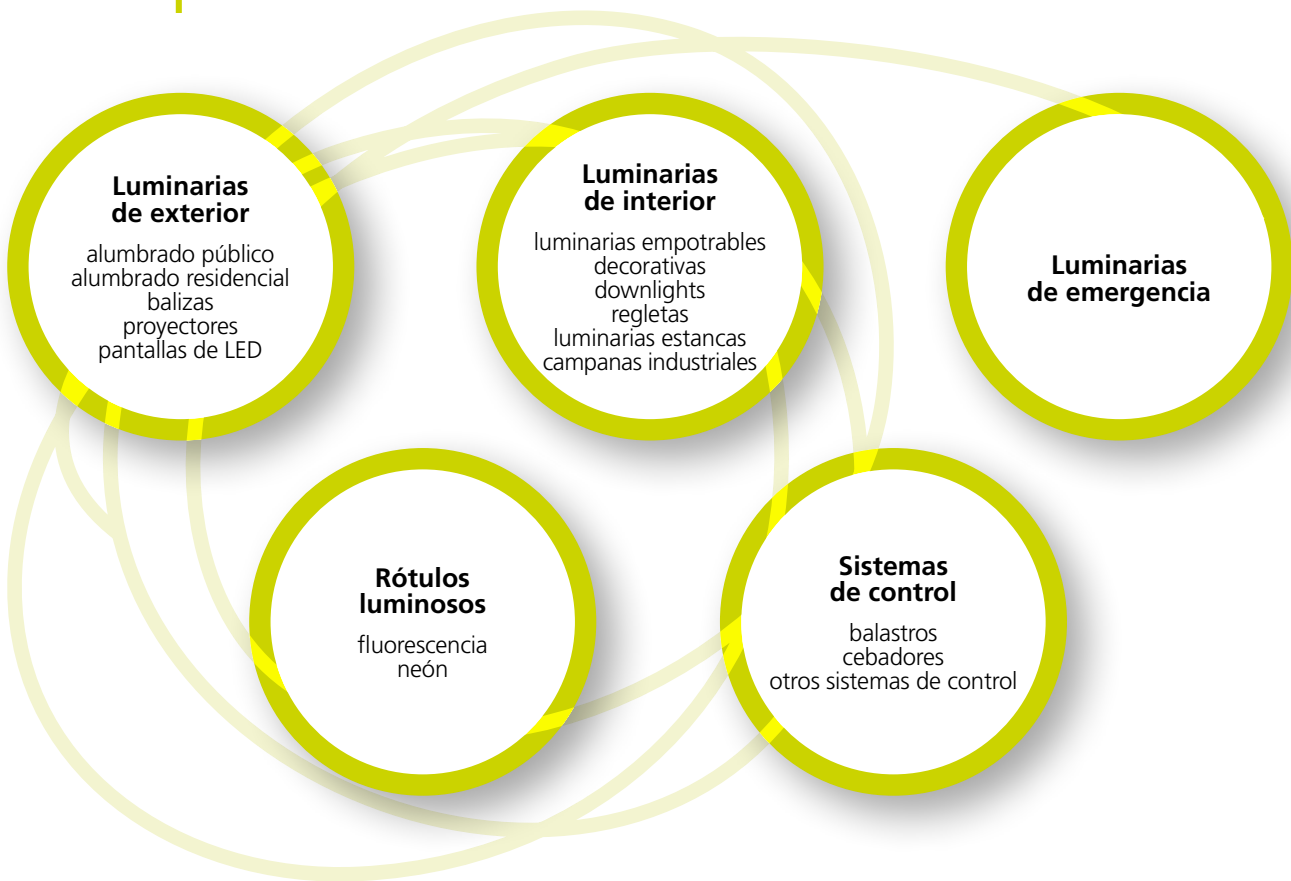 Luminarias
de exterior
alumbrado público
alumbrado residencial
balizas
proyectores
pantallas de LED
Luminarias
de interior
luminarias empotrables
decorativas
downlights
regletas
luminarias estancas
campanas industriales
Luminarias
de emergencia
Rótulos
luminosos
fluorescencia
neón
Sistemas
de control
balastros
cebadores
otros sistemas de control